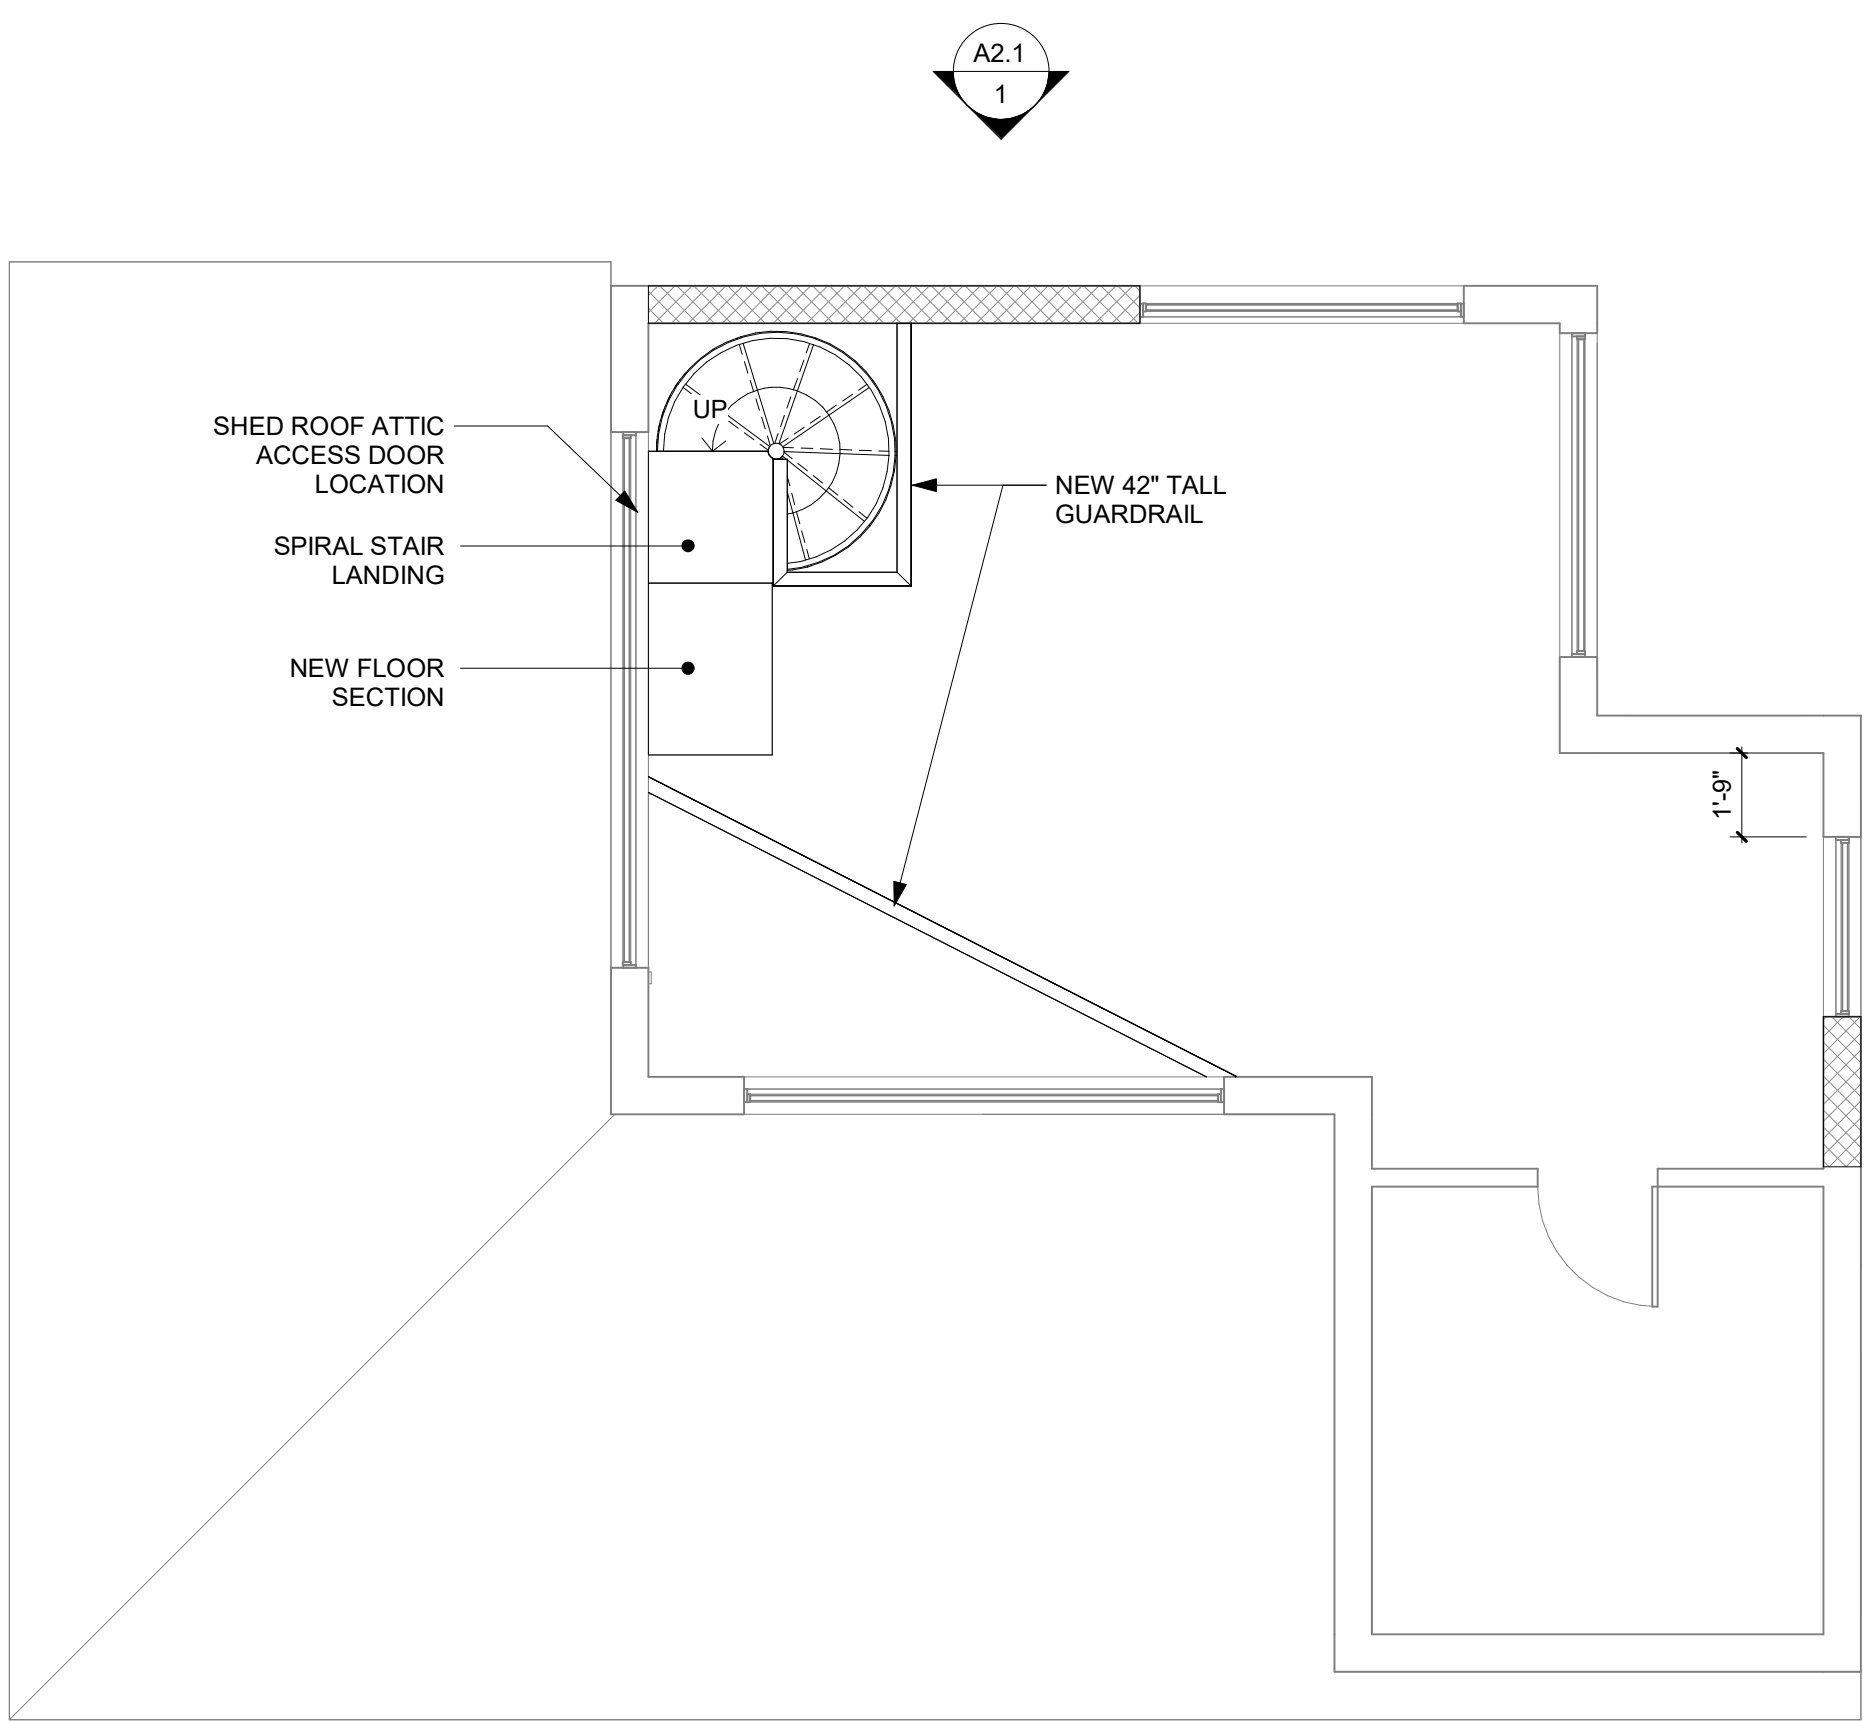 A2.1
1
SHED ROOF ATTIC
ACCESS DOOR
LOCATION
UP
NEW 42" TALL
GUARDRAIL
SPIRAL STAIR
LANDING
NEW FLOOR
SECTION
1'-9"